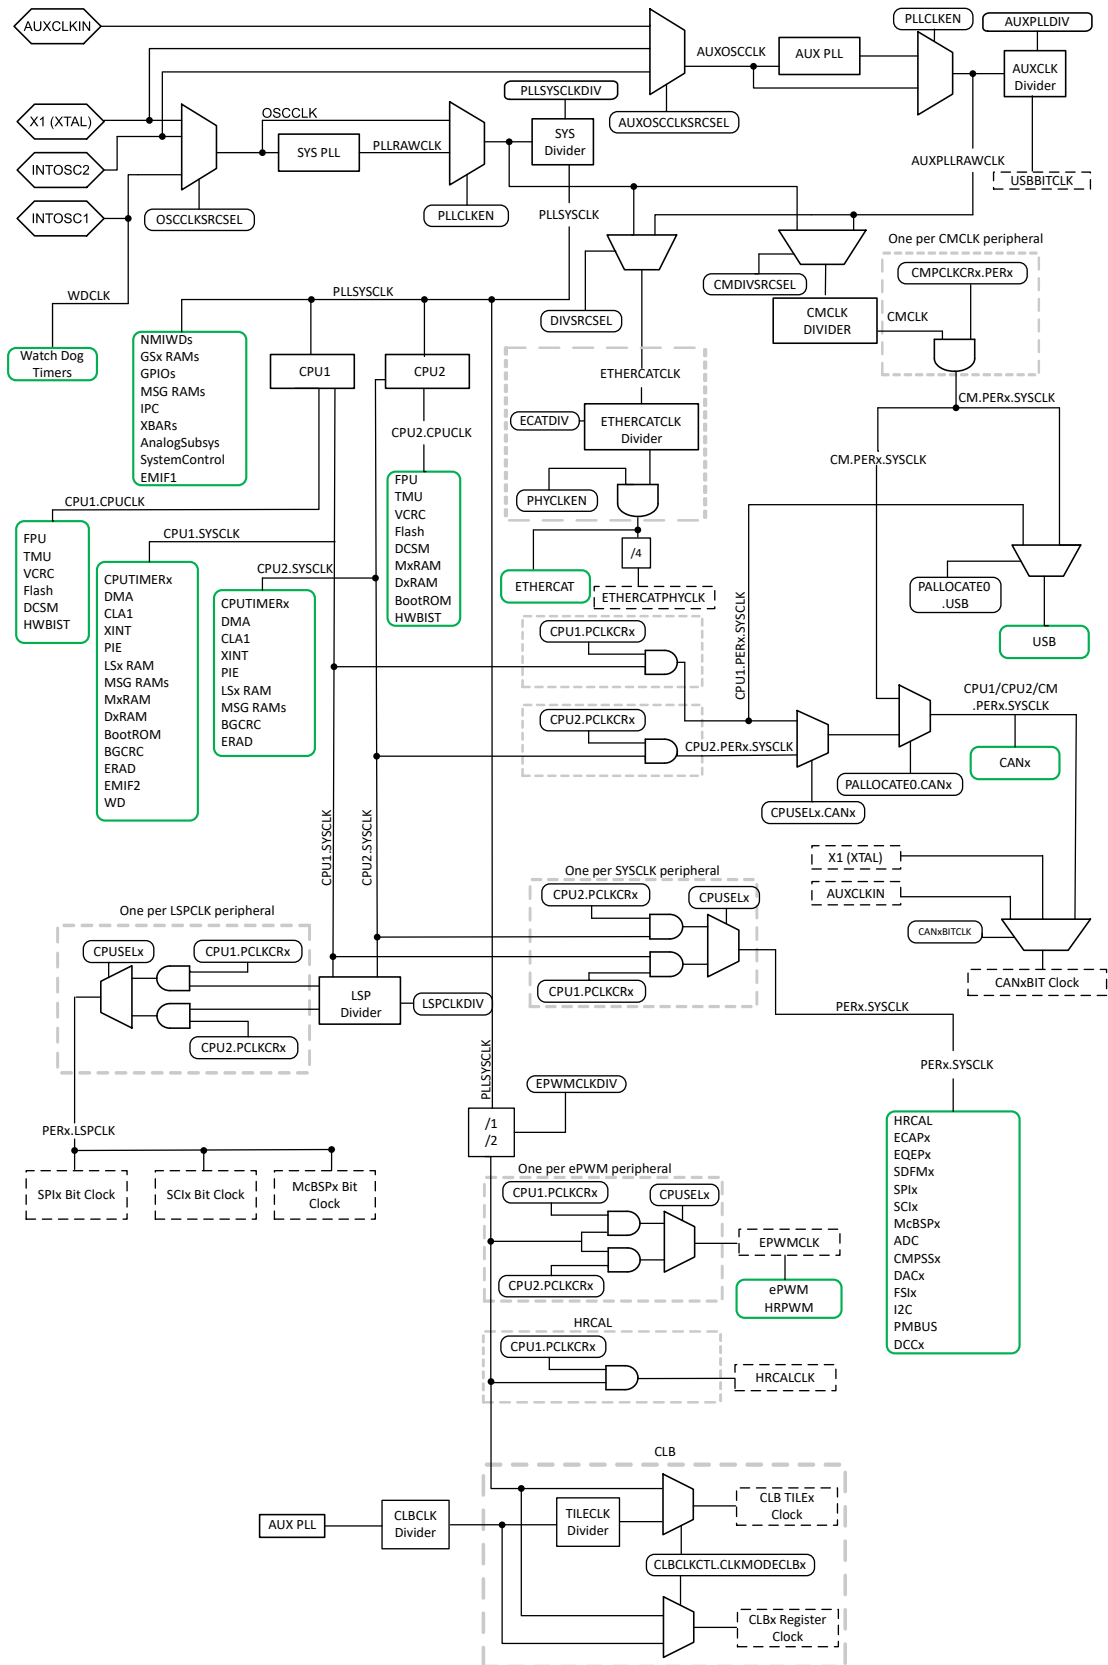 AUXCLKIN
PLLCLKEN
AUXPLLDIV
AUXOSCCLK
AUX PLL
AUXCLK
Divider
PLLSYSCLKDIV
X1 (XTAL)
OSCCLK
AUXOSCCLKSRCSEL
SYS PLL
PLLRAWCLK
SYS
Divider
AUXPLLRAWCLK
INTOSC2
USBBITCLK
INTOSC1
OSCCLKSRCSEL
PLLCLKEN
PLLSYSCLK
One per CMCLK peripheral
CMPCLKCRx.PERx
CMDIVSRCSEL
WDCLK
PLLSYSCLK
DIVSRCSEL
CMCLK
DIVIDER
CMCLK
Watch Dog
Timers
NMIWDs
GSx RAMs
GPIOs
MSG RAMs
IPC
XBARs
AnalogSubsys
SystemControl
EMIF1
CPU1
CPU2
ETHERCATCLK
CM.PERx.SYSCLK
ECATDIV
ETHERCATCLK
Divider
CPU2.CPUCLK
CM.PERx.SYSCLK
PHYCLKEN
CPU1.CPUCLK
FPU
TMU
VCRC
Flash
DCSM
MxRAM
DxRAM
BootROM
HWBIST
FPU
TMU
VCRC
Flash
DCSM
HWBIST
CPU1.SYSCLK
/4
CPU2.SYSCLK
ETHERCAT
ETHERCATPHYCLK
PALLOCATE0
.USB
USB
CPUTIMERx
DMA
CLA1
XINT
PIE
LSx RAM
MSG RAMs
MxRAM
DxRAM
BootROM
BGCRC
ERAD
EMIF2
WD
CPUTIMERx
DMA
CLA1
XINT
PIE
LSx RAM
MSG RAMs
BGCRC
ERAD
CPU1.PCLKCRx
CPU1.PERx.SYSCLK
CPU2.PCLKCRx
CPU2.PERx.SYSCLK
CPU1/CPU2/CM
.PERx.SYSCLK
CANx
PALLOCATE0.CANx
CPUSELx.CANx
CPU1.SYSCLK
CPU2.SYSCLK
X1 (XTAL)
AUXCLKIN
CANxBITCLK
CANxBIT Clock
One per SYSCLK peripheral
CPU2.PCLKCRx
CPUSELx
CPU1.PCLKCRx
One per LSPCLK peripheral
CPUSELx
CPU1.PCLKCRx
CPU2.PCLKCRx
LSP
Divider
LSPCLKDIV
PERx.SYSCLK
PERx.SYSCLK
PLLSYSCLK
EPWMCLKDIV
/1
/2
PERx.LSPCLK
SPIx Bit Clock
SCIx Bit Clock
McBSPx Bit
Clock
HRCAL
ECAPx
EQEPx
SDFMx
SPIx
SCIx
McBSPx
ADC
CMPSSx
DACx
FSIx
I2C
PMBUS
DCCx
One per ePWM peripheral
CPU1.PCLKCRx
CPUSELx
EPWMCLK
CPU2.PCLKCRx
ePWM
HRPWM
HRCAL
CPU1.PCLKCRx
HRCALCLK
CLB
AUX PLL
CLBCLK
Divider
TILECLK
Divider
CLB TILEx
Clock
CLBCLKCTL.CLKMODECLBx
CLBx Register
Clock